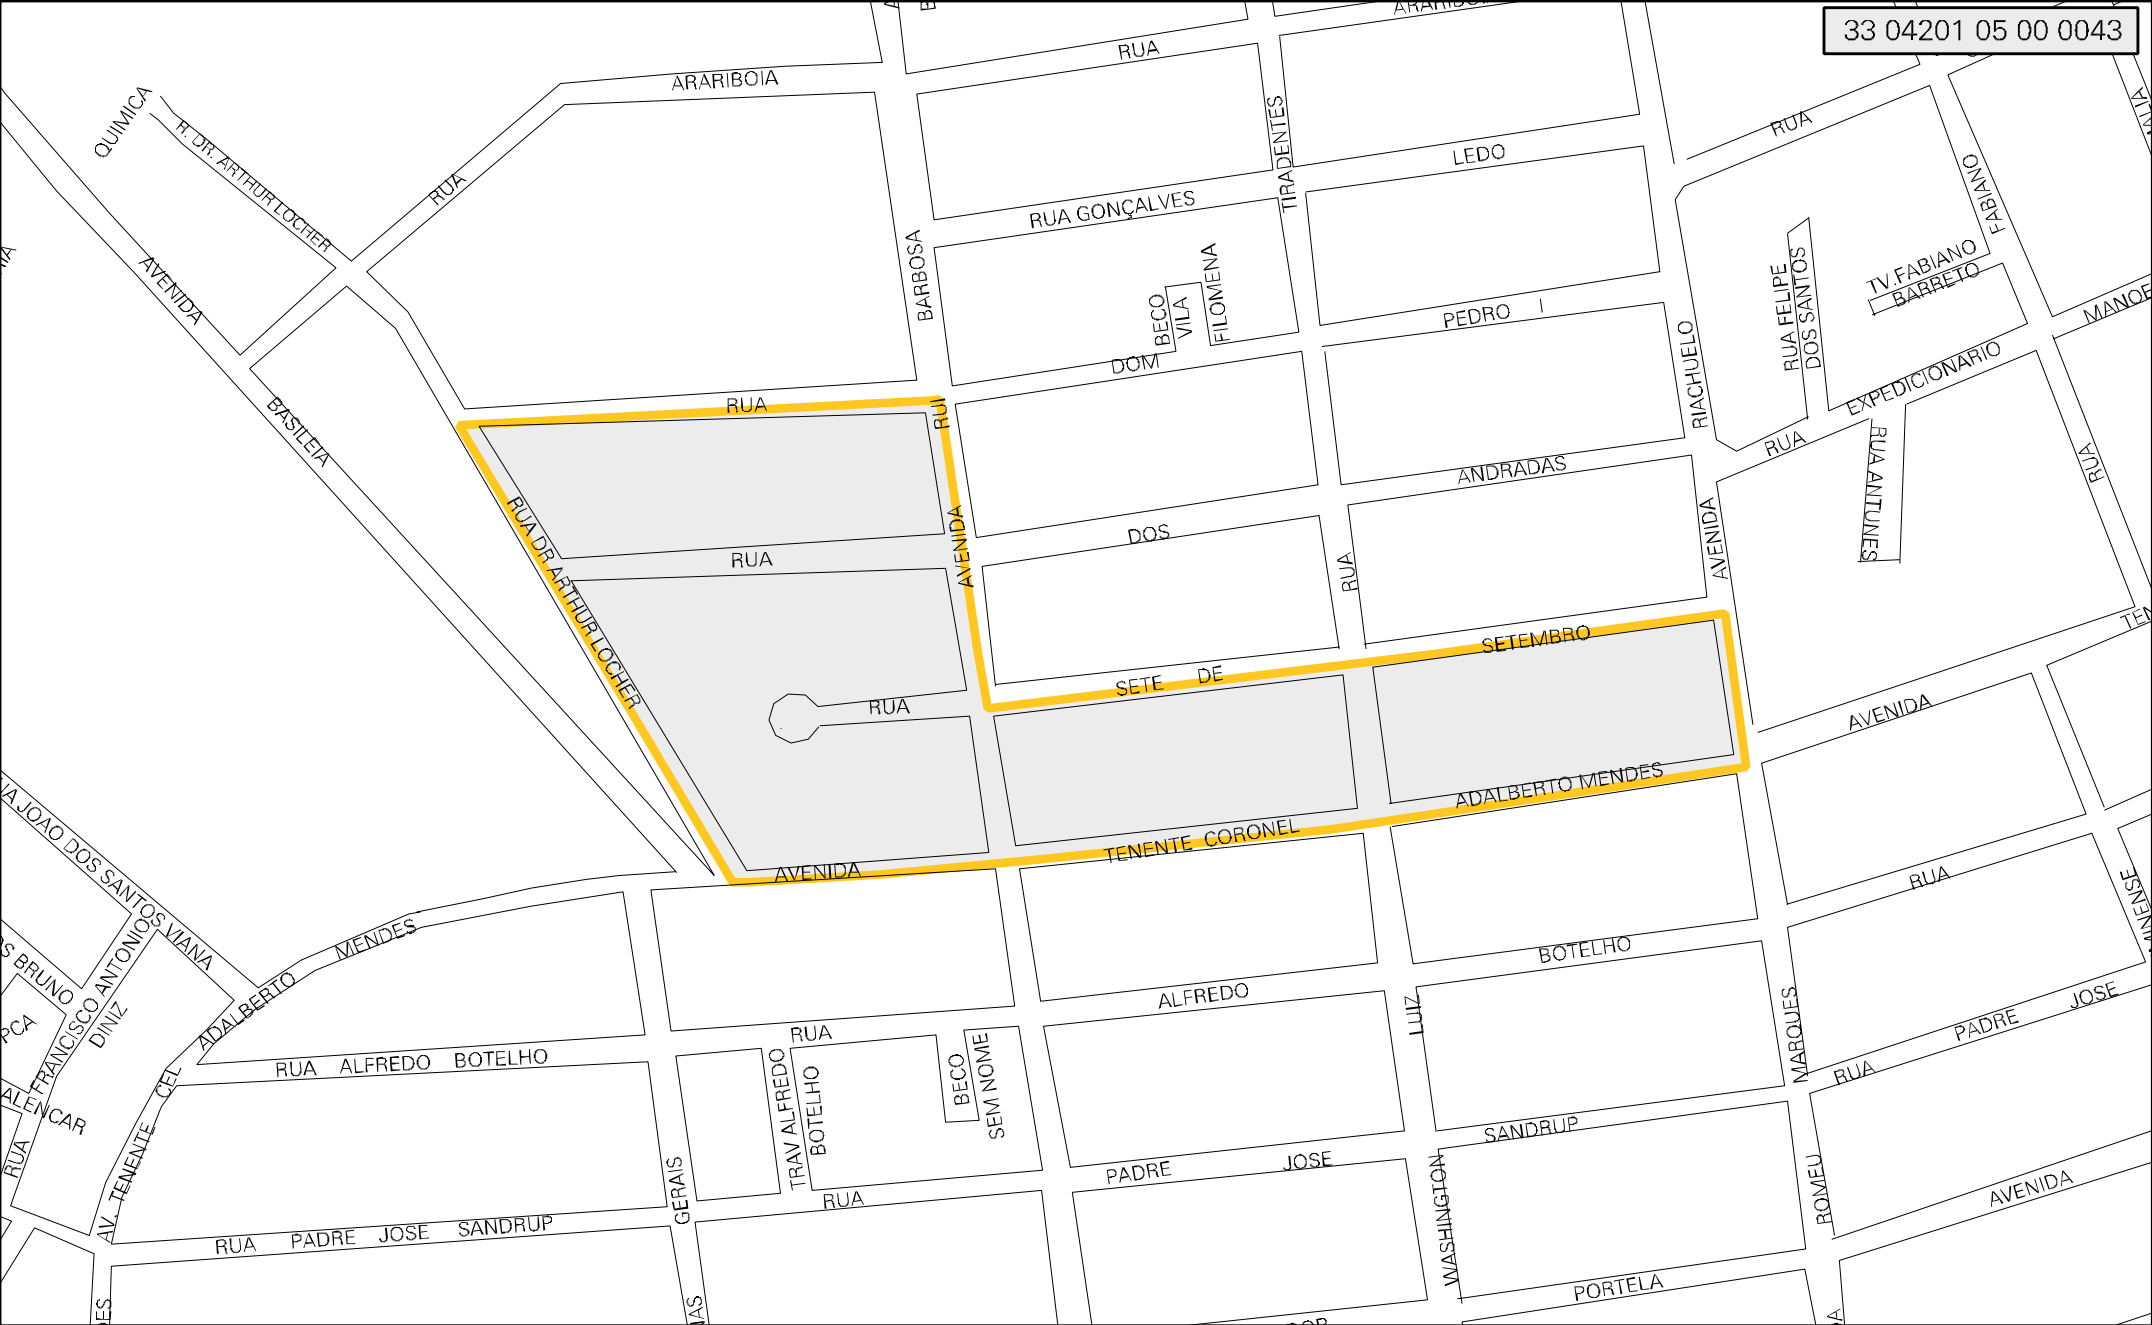 33 04201 05 00 0043
RUA
ARARIBOIA
QUIMICA
R. DR. ARTHUR LOCHER
RUA
TIRADENTES
RUA
LEDO
RUA GONÇALVES
FABIANO
BARBOSA
AVENIDA
BECO
VILA
FILOMENA
PEDRO I
DOM
RIACHUELO
RUA FELIPE
DOS SANTOS
TV.FABIANO
BARRETO
EXPEDICIONARIO
RUA
RUA ANTUNES
RUA
BASILEIA
RUA
RUI
AVENIDA
RUA DR ARTHUR LOCHER
RUA
DOS
ANDRADAS
RUA
AVENIDA
SETE DE
SETEMBRO
RUA
AVENIDA
AVENIDA
TENENTE CORONEL
ADALBERTO MENDES
JOAO DOS SANTOS VIANA
BRUNO
FRANCISCO ANTONIO
DINIZ
ALENCAR
RUA
MENDES
ADALBERTO
CEL
AV. TENENTE
RUA ALFREDO BOTELHO
RUA
ALFREDO
BOTELHO
RUA
TRAV ALFREDO
BOTELHO
BECO
SEM NOME
LUIZ
MARQUES
RUA
PADRE
JOSE
GERAIS
RUA PADRE JOSE SANDRUP
RUA
PADRE
JOSE
SANDRUP
WASHINGTON
ROMEU
AVENIDA
PORTELA